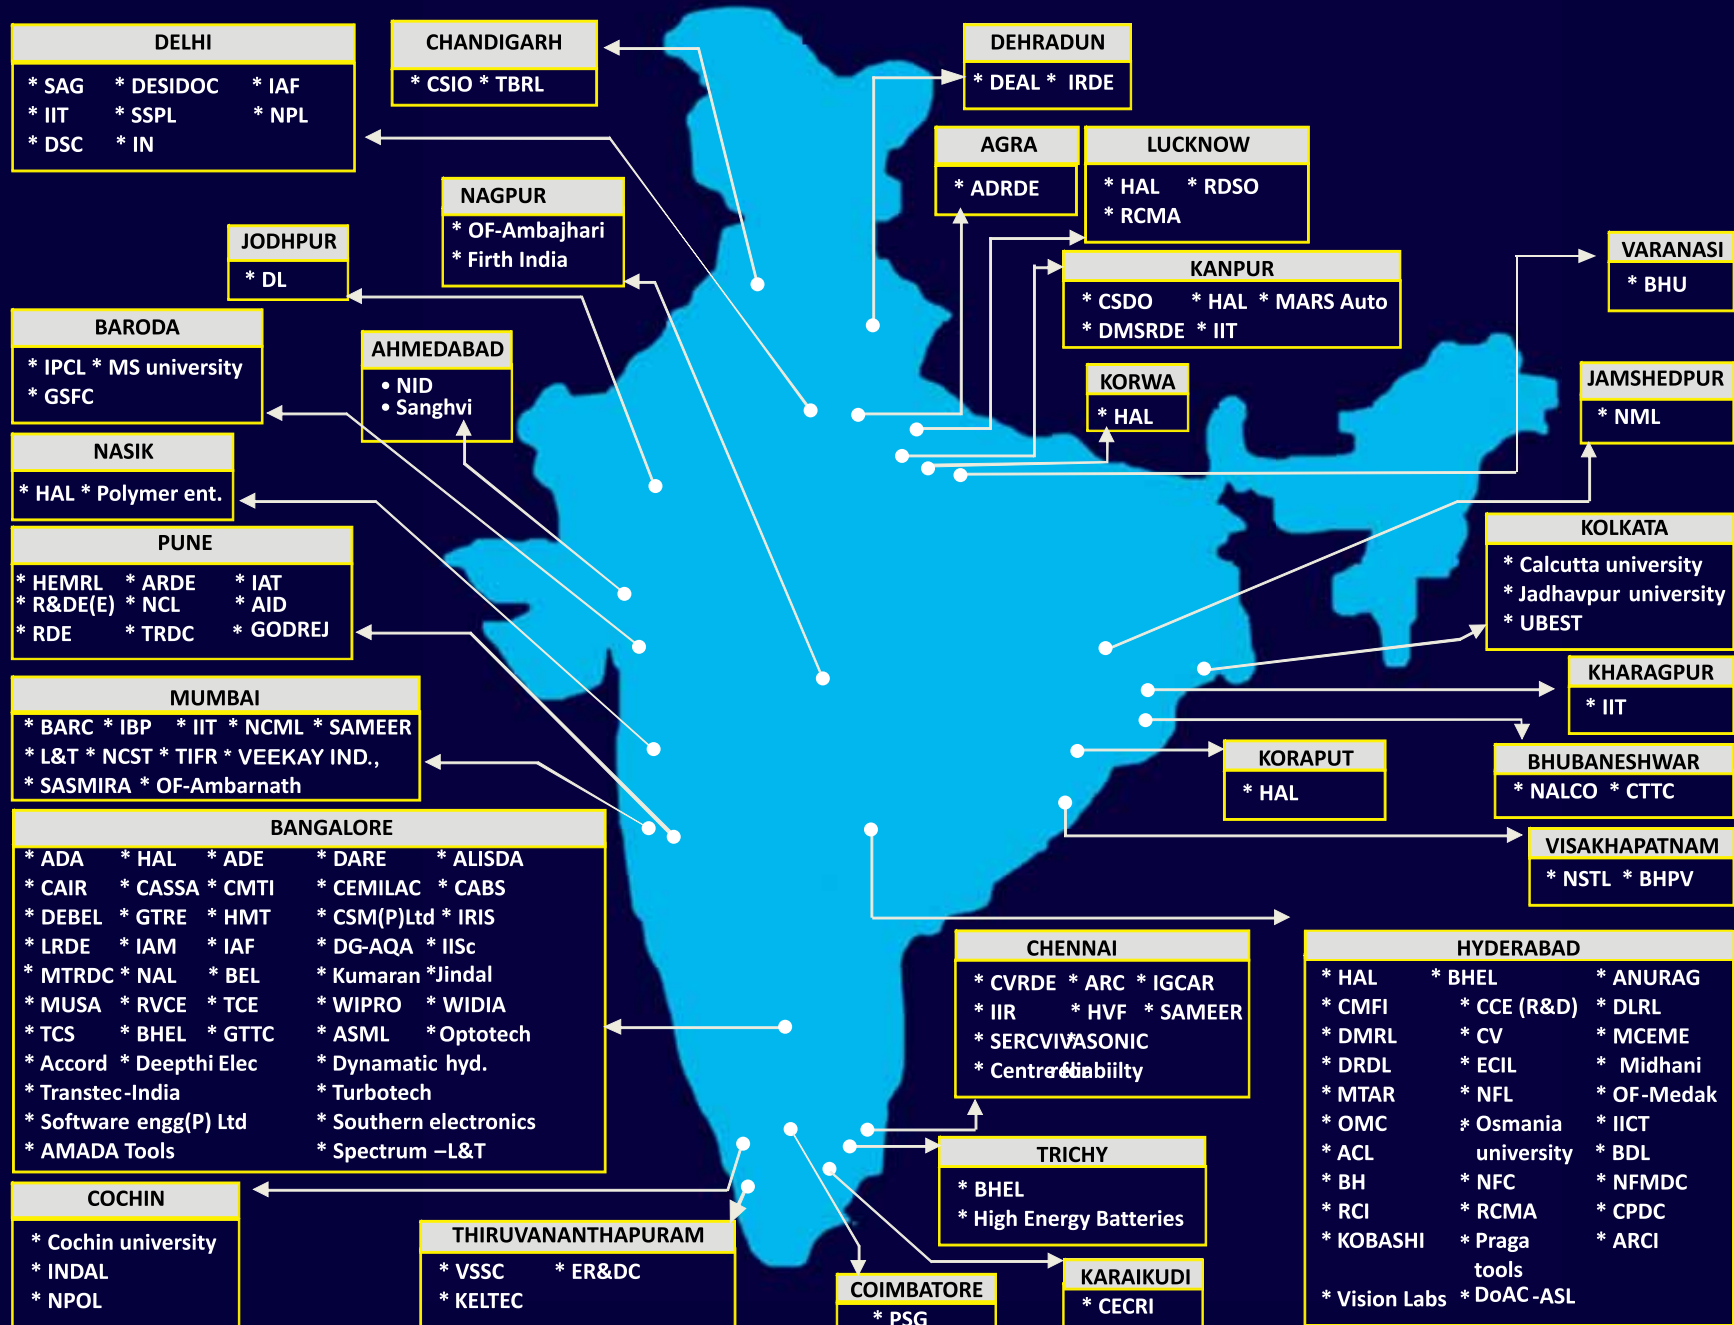 DELHI
* SAG * DESIDOC * IAF
* IIT * SSPL * NPL
* DSC * IN
CHANDIGARH
* CSIO * TBRL
DEHRADUN
* DEAL * IRDE
AGRA
* ADRDE
LUCKNOW
* HAL * RDSO
* RCMA
NAGPUR
* OF-Ambajhari
* Firth India
JODHPUR
* DL
KANPUR
* CSDO * HAL * MARS Auto
* DMSRDE * IIT
VARANASI
* BHU
BARODA
* IPCL * MS university
* GSFC
AHMEDABAD
• NID
• Sanghvi
KORWA
* HAL
JAMSHEDPUR
* NML
NASIK
* HAL * Polymer ent.
KOLKATA
* Calcutta university
* Jadhavpur university
* UBEST
PUNE
* HEMRL * ARDE * IAT
* R&DE(E) * NCL * AID
* RDE * TRDC * GODREJ
KHARAGPUR
* IIT
MUMBAI
* BARC * IBP * IIT * NCML * SAMEER
* L&T * NCST * TIFR * VEEKAY IND.,
* SASMIRA * OF-Ambarnath
KORAPUT
* HAL
BHUBANESHWAR
* NALCO * CTTC
VISAKHAPATNAM
* NSTL * BHPV
BANGALORE
* ADA * HAL * ADE * DARE * ALISDA
* CAIR * CASSA * CMTI * CEMILAC * CABS
* DEBEL * GTRE * HMT * CSM(P)Ltd * IRIS
* LRDE * IAM * IAF * DG-AQA * IISc
* MTRDC * NAL * BEL * Kumaran *Jindal
* MUSA * RVCE * TCE * WIPRO * WIDIA
* TCS * BHEL * GTTC * ASML *Optotech
* Accord * Deepthi Elec * Dynamatic hyd.
* Transtec-India * Turbotech
* Software engg(P) Ltd * Southern electronics
* AMADA Tools * Spectrum –L&T
CHENNAI
* CVRDE * ARC * IGCAR
* IIR * HVF * SAMEER
* SERC * VIVASONIC
* Centre for reliabiilty
HYDERABAD
* HAL * BHEL * ANURAG
* CMFI * CCE (R&D) * DLRL
* DMRL * CV * MCEME
* DRDL * ECIL * Midhani
* MTAR * NFL * OF-Medak
* OMC * Osmania * IICT
* ACL university * BDL
* BH * NFC * NFMDC
* RCI * RCMA * CPDC
* KOBASHI * Praga * ARCI
tools
* Vision Labs * DoAC -ASL
TRICHY
* BHEL
* High Energy Batteries
COCHIN
* Cochin university
* INDAL
* NPOL
THIRUVANANTHAPURAM
* VSSC * ER&DC
* KELTEC
COIMBATORE
* PSG
KARAIKUDI
* CECRI